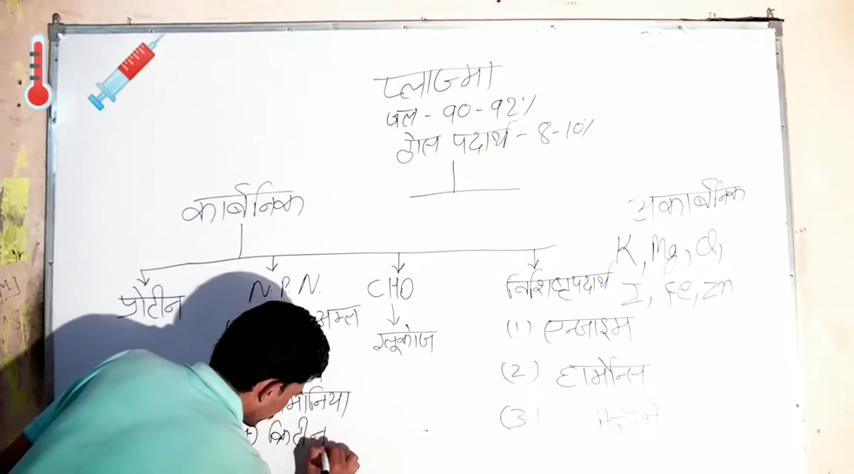 प्लाज्मा
जल - 90-92%
ठोस पदार्थ - 8-10%
कार्बनिक
अकार्बनिक
K, Mg, Cl,
I, Fe, Zn
प्रोटीन
N.P.N.
CHO
विशिष्ट पदार्थ
अम्ल
ग्लूकोज
(1) एन्जाइम
(2) हार्मोन्स
(3)